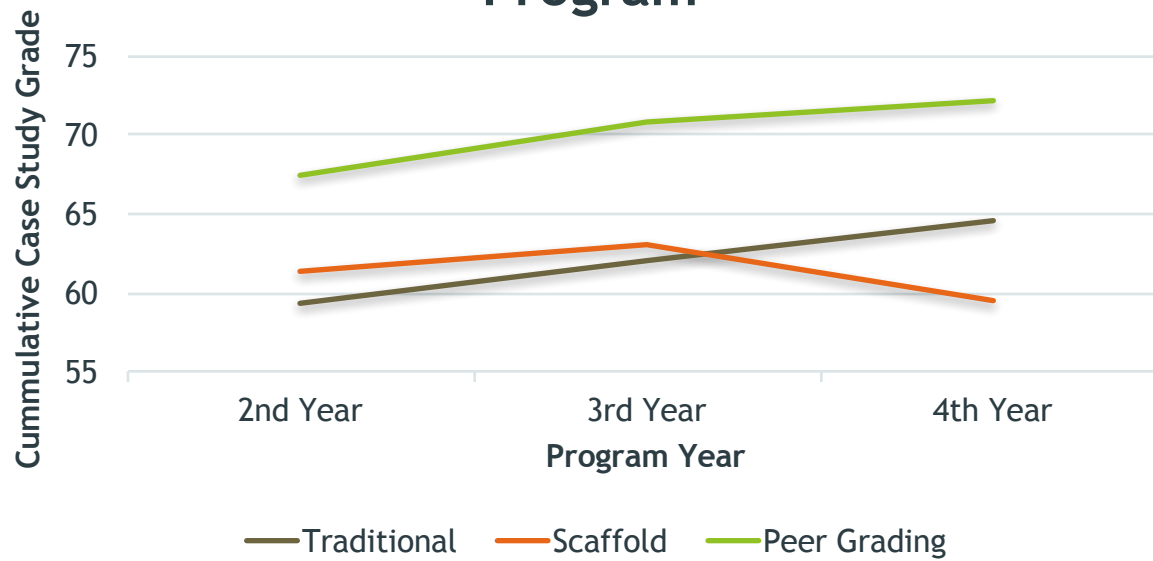 Program
Cummulative Case Study Grade
75
70
65
60
55
2nd Year 3rd Year 4th Year
Program Year
Traditional Scaffold Peer Grading